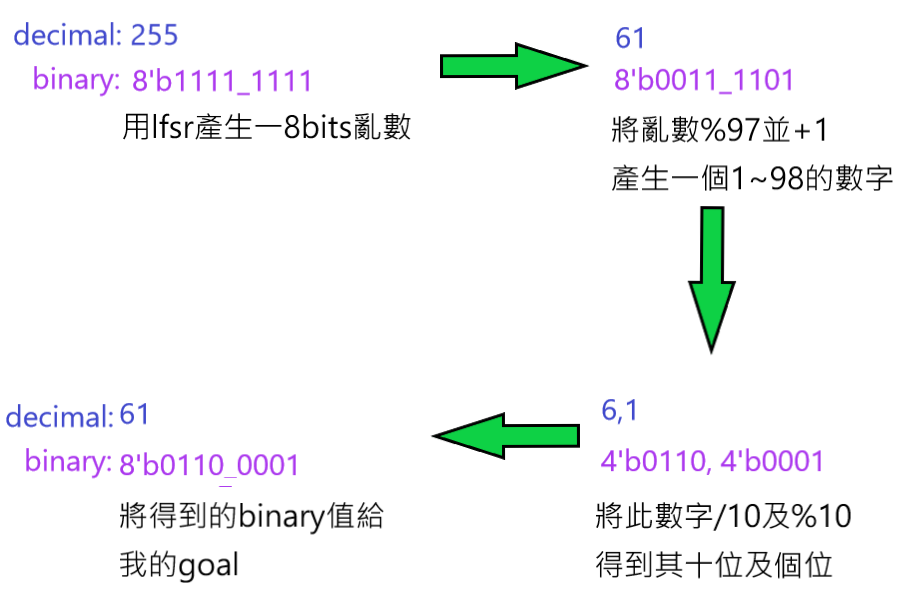 decimal: 255
binary: 8'b1111_1111
用lfsr產生一8bits亂數
61
8'b0011_1101
將亂數%97並+1
產生一個1~98的數字
6,1
4'b0110, 4'b0001
將此數字/10及%10
得到其十位及個位
decimal: 61
binary: 8'b0110_0001
將得到的binary值給
我的goal